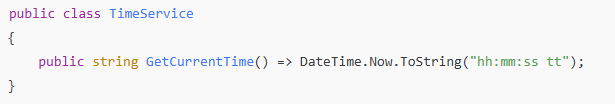 public class TimeService
{
    public string GetCurrentTime() => DateTime.Now.ToString("hh:mm:ss tt");
}